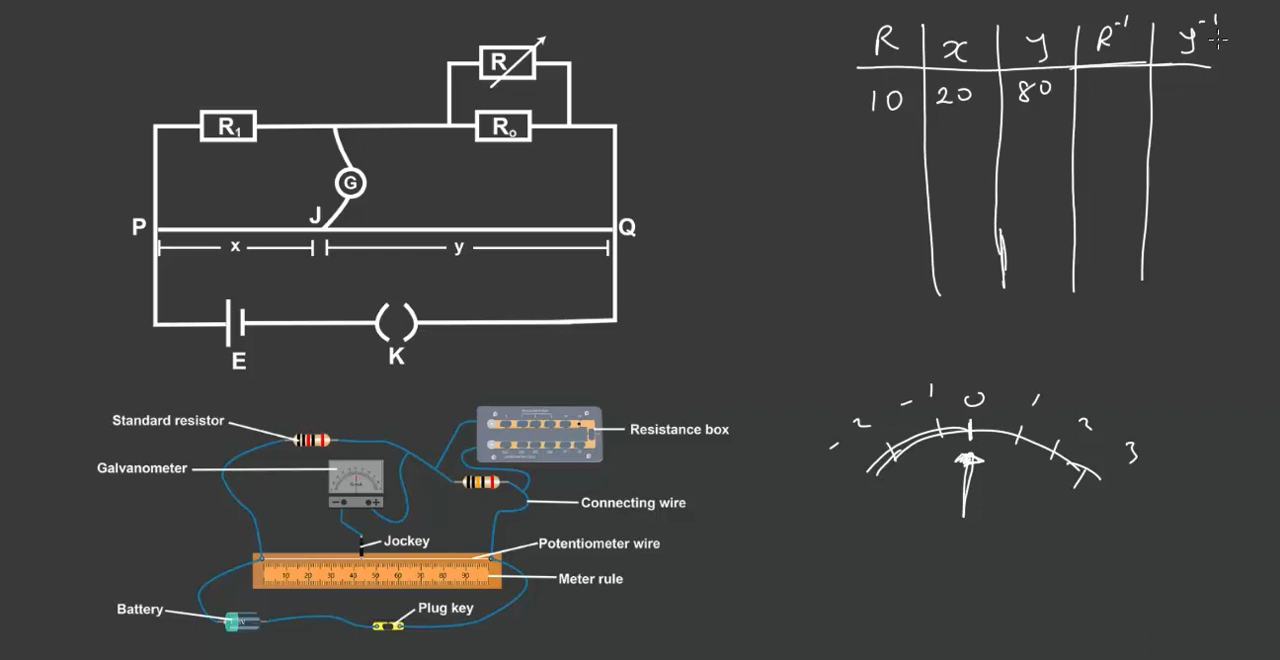 R x y R⁻¹ y⁻¹
10 20 80
R
R₁ R₀
G
P J Q
x y
E K
Standard resistor
Resistance box
Galvanometer
Connecting wire
Jockey
Potentiometer wire
10 20 30 40 50 60 70 80 90
Meter rule
Battery
Plug key
-2 -1 0 1 2 3